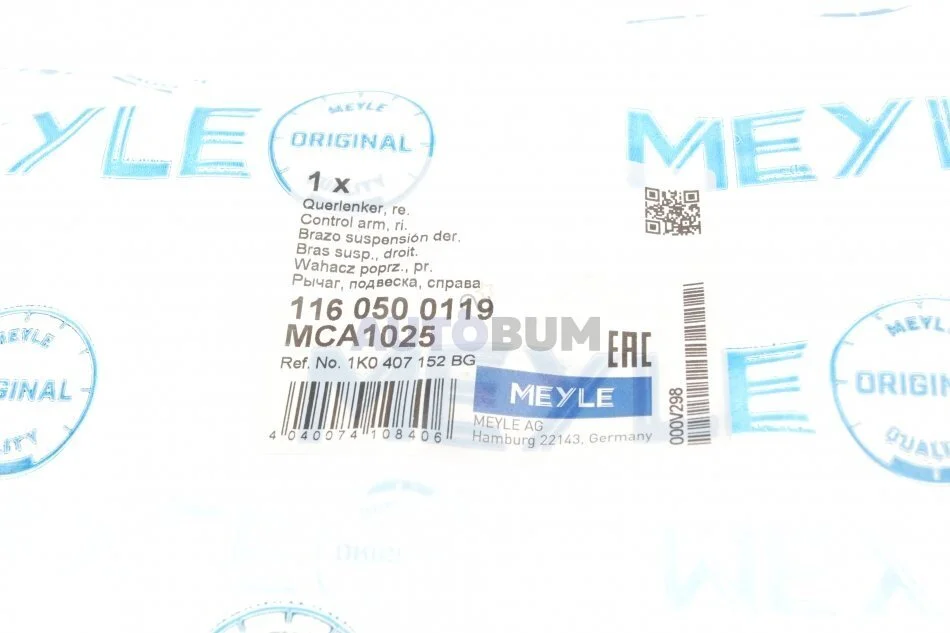 MEYLE
MEYLE
ORIGINAL
QUALITY
MEYLE
1 x
Querlenker, re.
Control arm, ri.
Brazo suspensión der.
Bras susp., droit.
Wahacz poprz., pr.
Рычаг, подвеска, справа
116 050 0119
MCA1025
AUTOBUM
Ref. No. 1K0 407 152 BG
EAC
MEYLE
MEYLE AG
Hamburg 22143, Germany
4 040074 108406
000V298
MEYLE
ORIGINAL
QUALITY
MEYLE
ORIGINAL
QUALITY